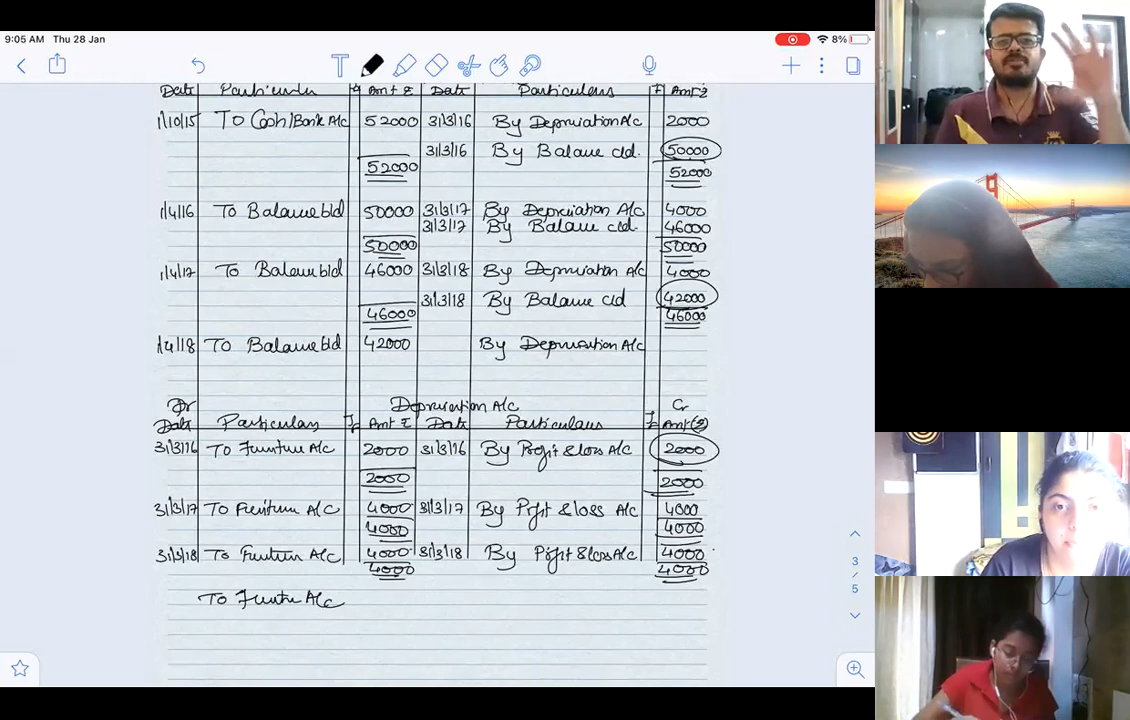 9:05 AM Thu 28 Jan 8%
T
Date Particulars Amt ₹ Date Particulars F Amt ₹
1/10/15 To Cash/Bank A/c 52000 31/3/16 By Depreciation A/c 2000
31/3/16 By Balance c/d. 50000
52000 52000
1/4/16 To Balance b/d 50000 31/3/17 By Depreciation A/c 4000
31/3/17 By Balance c/d. 46000
50000 50000
1/4/17 To Balance b/d 46000 31/3/18 By Depreciation A/c 4000
31/3/18 By Balance c/d 42000
46000 46000
1/4/18 To Balance b/d 42000 By Depreciation A/c
Dr Depreciation A/c Cr
Date Particulars Amt ₹ Date Particulars Amt (₹)
31/3/16 To Furniture A/c 2000 31/3/16 By Profit & loss A/c 2000
2000 2000
31/3/17 To Furniture A/c 4000 31/3/17 By Profit & loss A/c 4000
4000 4000
31/3/18 To Furniture A/c 4000 31/3/18 By Profit & loss A/c 4000
4000 4000
To Furniture A/c
3
/
5